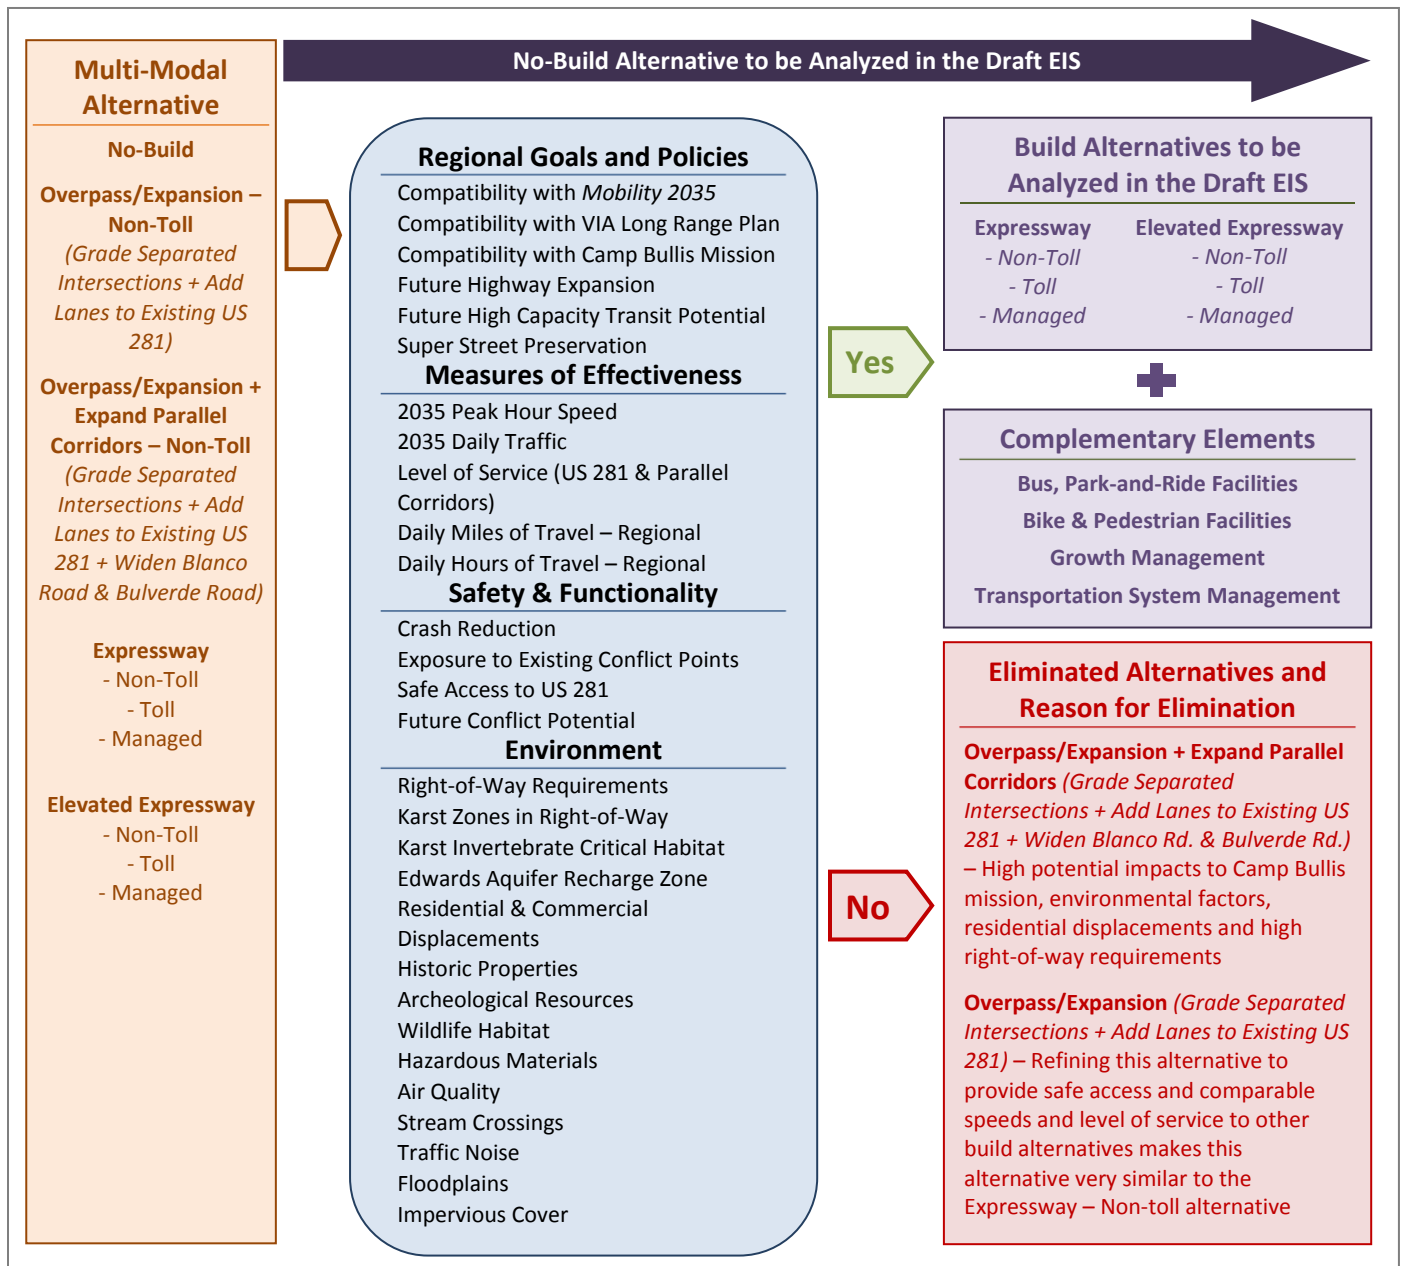 No-Build Alternative to be Analyzed in the Draft EIS
Multi-Modal
Alternative
No-Build
Overpass/Expansion –
Non-Toll
(Grade Separated
Intersections + Add
Lanes to Existing US
281)
Overpass/Expansion +
Expand Parallel
Corridors – Non-Toll
(Grade Separated
Intersections + Add
Lanes to Existing US
281 + Widen Blanco
Road & Bulverde Road)
Expressway
- Non-Toll
- Toll
- Managed
Elevated Expressway
- Non-Toll
- Toll
- Managed
Regional Goals and Policies
Compatibility with Mobility 2035
Compatibility with VIA Long Range Plan
Compatibility with Camp Bullis Mission
Future Highway Expansion
Future High Capacity Transit Potential
Super Street Preservation
Measures of Effectiveness
2035 Peak Hour Speed
2035 Daily Traffic
Level of Service (US 281 & Parallel
Corridors)
Daily Miles of Travel – Regional
Daily Hours of Travel – Regional
Safety & Functionality
Crash Reduction
Exposure to Existing Conflict Points
Safe Access to US 281
Future Conflict Potential
Environment
Right-of-Way Requirements
Karst Zones in Right-of-Way
Karst Invertebrate Critical Habitat
Edwards Aquifer Recharge Zone
Residential & Commercial
Displacements
Historic Properties
Archeological Resources
Wildlife Habitat
Hazardous Materials
Air Quality
Stream Crossings
Traffic Noise
Floodplains
Impervious Cover
Yes
No
Build Alternatives to be
Analyzed in the Draft EIS
Expressway
- Non-Toll
- Toll
- Managed
Elevated Expressway
- Non-Toll
- Toll
- Managed
Complementary Elements
Bus, Park-and-Ride Facilities
Bike & Pedestrian Facilities
Growth Management
Transportation System Management
Eliminated Alternatives and
Reason for Elimination
Overpass/Expansion + Expand Parallel
Corridors (Grade Separated
Intersections + Add Lanes to Existing US
281 + Widen Blanco Rd. & Bulverde Rd.)
– High potential impacts to Camp Bullis
mission, environmental factors,
residential displacements and high
right-of-way requirements
Overpass/Expansion (Grade Separated
Intersections + Add Lanes to Existing US
281) – Refining this alternative to
provide safe access and comparable
speeds and level of service to other
build alternatives makes this
alternative very similar to the
Expressway – Non-toll alternative